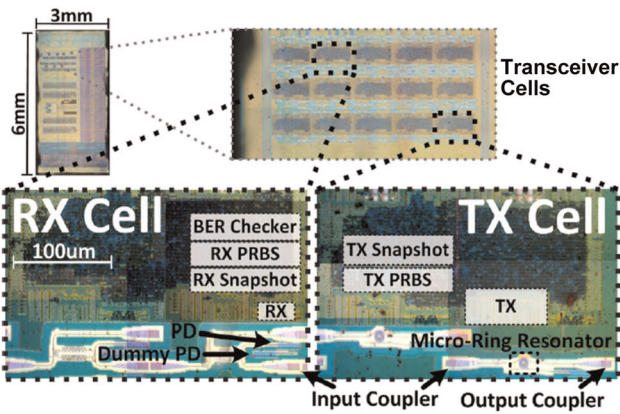 3mm
6mm
Transceiver
Cells
RX Cell
100um
BER Checker
RX PRBS
RX Snapshot
RX
PD
Dummy PD
TX Cell
TX Snapshot
TX PRBS
TX
Micro-Ring Resonator
Input Coupler
Output Coupler